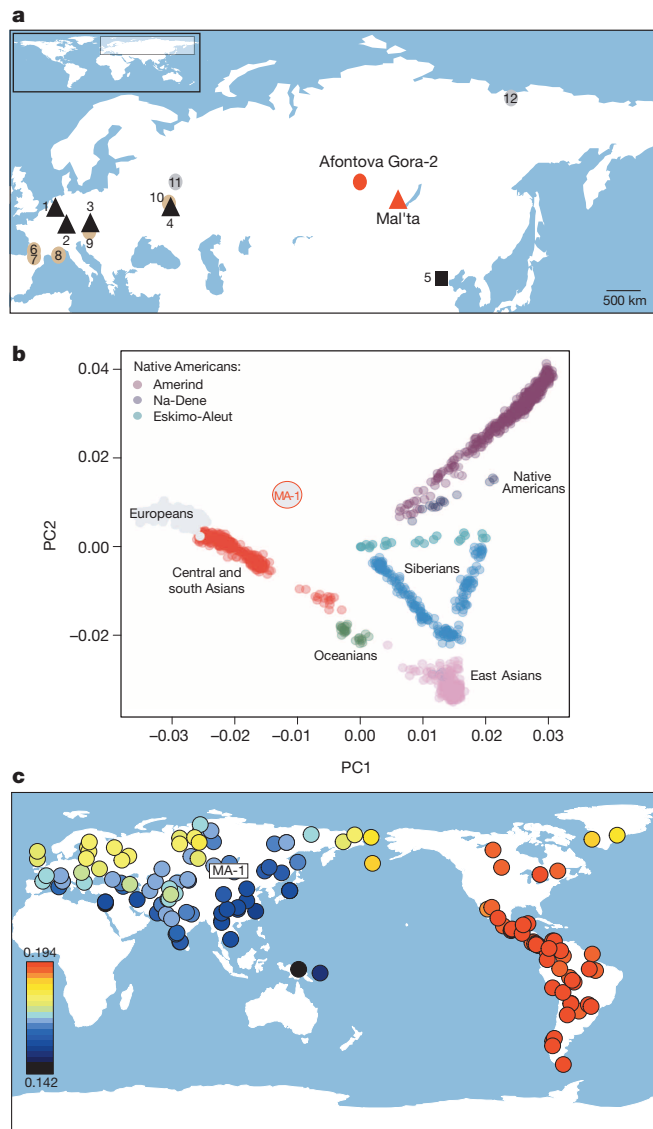 a
12
Afontova Gora-2
11
10
Mal'ta
1
3
4
2
9
6
7
8
5
500 km
b
Native Americans:
Amerind
Na-Dene
Eskimo-Aleut
0.04
0.02
0.00
−0.02
PC2
MA-1
Europeans
Native
Americans
Central and
south Asians
Siberians
Oceanians
East Asians
−0.03
−0.02
−0.01
0.00
0.01
0.02
0.03
PC1
c
MA-1
0.194
0.142